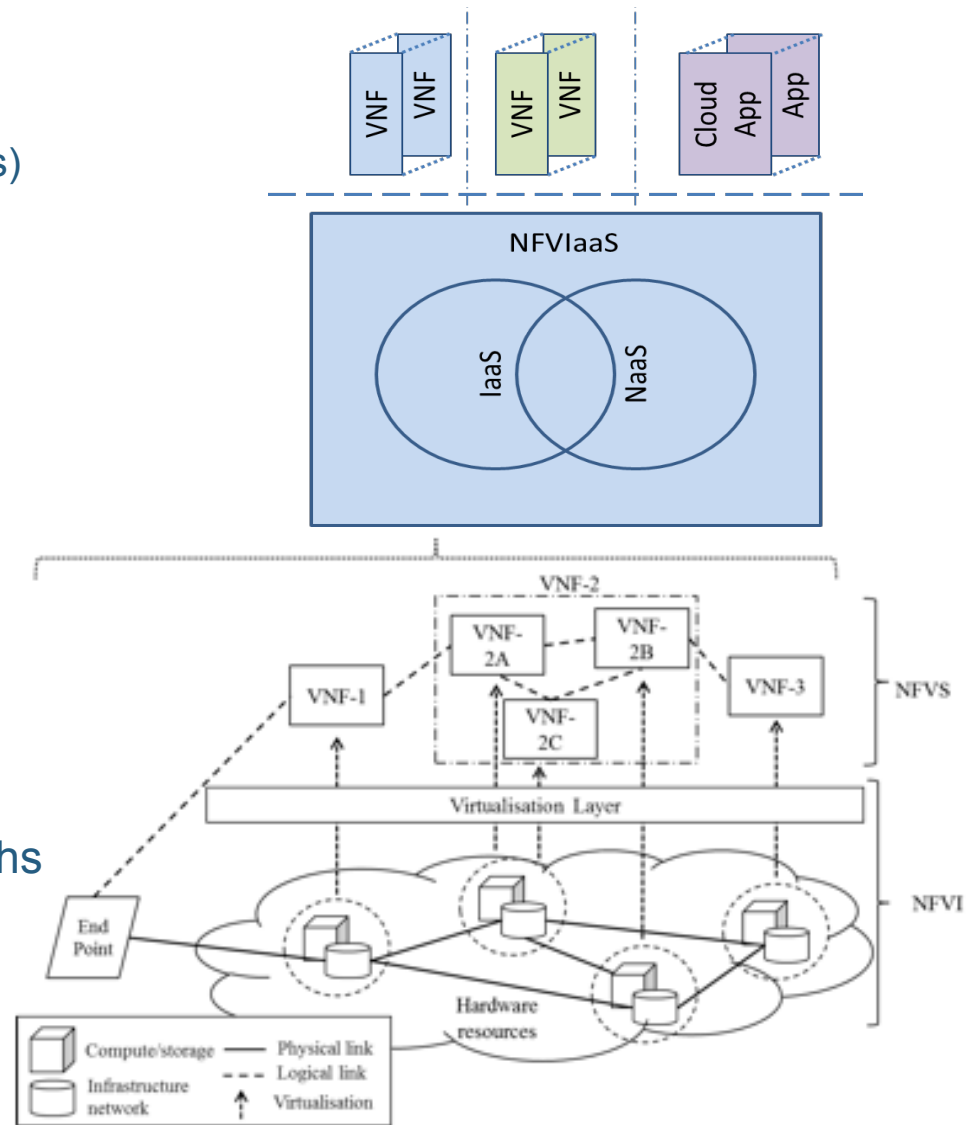 VNF
VNF
VNF
VNF
Cloud
App
App
s)
NFVIaaS
IaaS
NaaS
VNF-2
VNF-
2A
VNF-
2B
VNF-1
VNF-3
VNF-
2C
NFVS
Virtualisation Layer
hs
End
Point
NFVI
Hardware
resources
Compute/storage
Physical link
Logical link
Infrastructure
network
Virtualisation